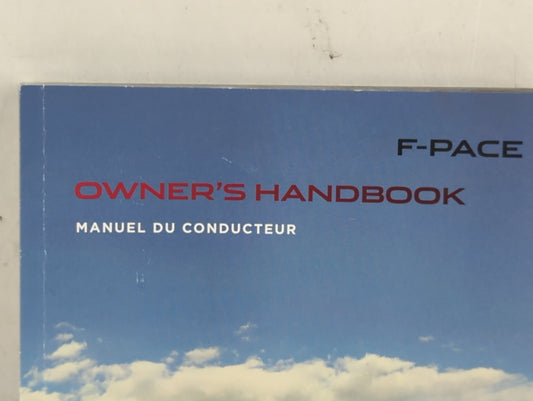 F-PACE
OWNER'S HANDBOOK
MANUEL DU CONDUCTEUR